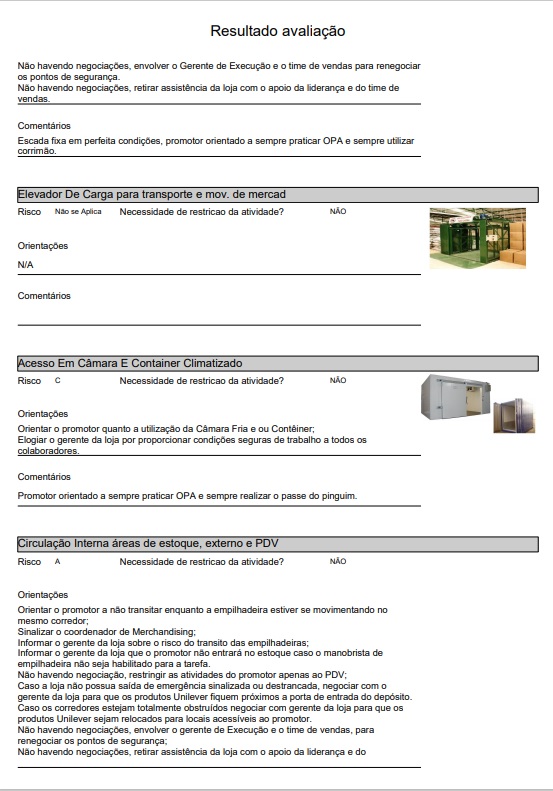 Resultado avaliação
Não havendo negociações, envolver o Gerente de Execução e o time de vendas para renegociar
os pontos de segurança.
Não havendo negociações, retirar assistência da loja com o apoio da liderança e do time de
vendas.
Comentários
Escada fixa em perfeita condições, promotor orientado a sempre praticar OPA e sempre utilizar
corrimão.
Elevador De Carga para transporte e mov. de mercad
Risco Não se Aplica Necessidade de restricao da atividade? NÃO
Orientações
N/A
Comentários
Acesso Em Câmara E Container Climatizado
Risco C Necessidade de restricao da atividade? NÃO
Orientações
Orientar o promotor quanto a utilização da Câmara Fria e ou Contêiner;
Elogiar o gerente da loja por proporcionar condições seguras de trabalho a todos os
colaboradores.
Comentários
Promotor orientado a sempre praticar OPA e sempre realizar o passe do pinguim.
Circulação Interna áreas de estoque, externo e PDV
Risco A Necessidade de restricao da atividade? NÃO
Orientações
Orientar o promotor a não transitar enquanto a empilhadeira estiver se movimentando no
mesmo corredor;
Sinalizar o coordenador de Merchandising;
Informar o gerente da loja sobre o risco do transito das empilhadeiras;
Informar o gerente da loja que o promotor não entrará no estoque caso o manobrista de
empilhadeira não seja habilitado para a tarefa.
Não havendo negociação, restringir as atividades do promotor apenas ao PDV;
Caso a loja não possua saída de emergência sinalizada ou destrancada, negociar com o
gerente da loja para que os produtos Unilever fiquem próximos a porta de entrada do depósito.
Caso os corredores estejam totalmente obstruídos negociar com gerente da loja para que os
produtos Unilever sejam relocados para locais acessíveis ao promotor.
Não havendo negociações, envolver o gerente de Execução e o time de vendas, para
renegociar os pontos de segurança;
Não havendo negociações, retirar assistência da loja com o apoio da liderança e do